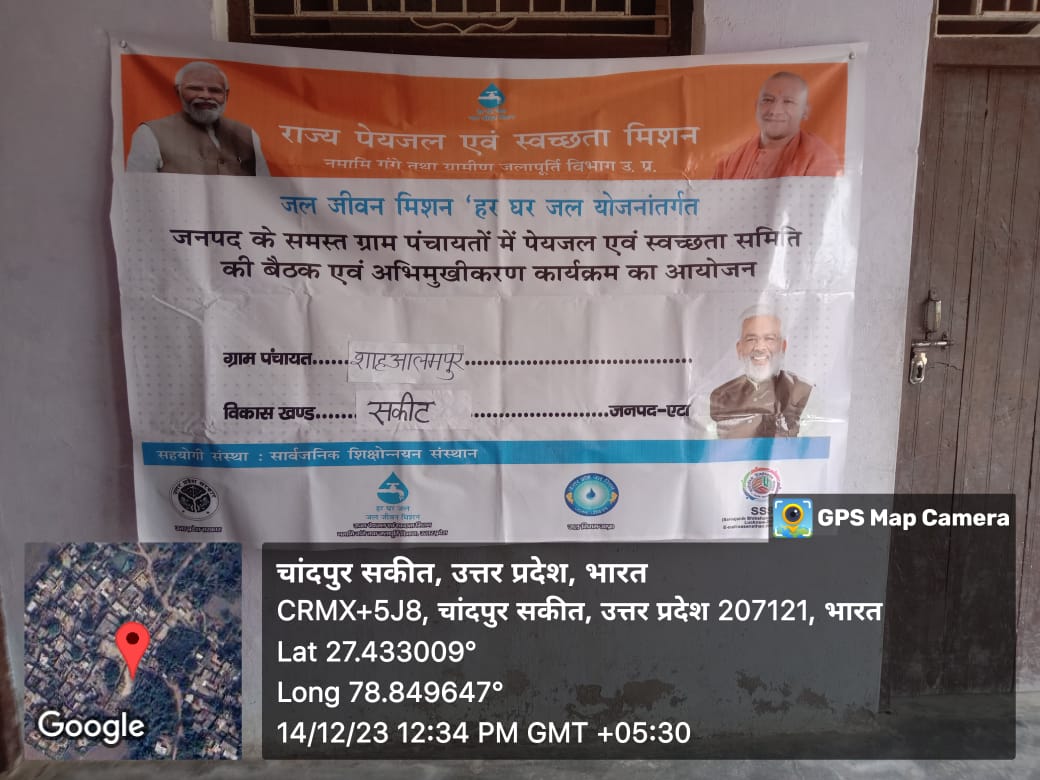 राज्य पेयजल एवं स्वच्छता मिशन
नमामि गंगे तथा ग्रामीण जलापूर्ति विभाग उ. प्र.
जल जीवन मिशन 'हर घर जल योजनांतर्गत
जनपद के समस्त ग्राम पंचायतों में पेयजल एवं स्वच्छता समिति
की बैठक एवं अभिमुखीकरण कार्यक्रम का आयोजन
ग्राम पंचायत......शाहआलमपुर................................................
विकास खण्ड.......सकीट..............................जनपद-एटा
सहयोगी संस्था : सार्वजनिक शिक्षोन्नयन संस्थान
हर घर जल
जल जीवन मिशन
SSS
GPS Map Camera
चांदपुर सकीत, उत्तर प्रदेश, भारत
CRMX+5J8, चांदपुर सकीत, उत्तर प्रदेश 207121, भारत
Lat 27.433009°
Long 78.849647°
14/12/23 12:34 PM GMT +05:30
Google